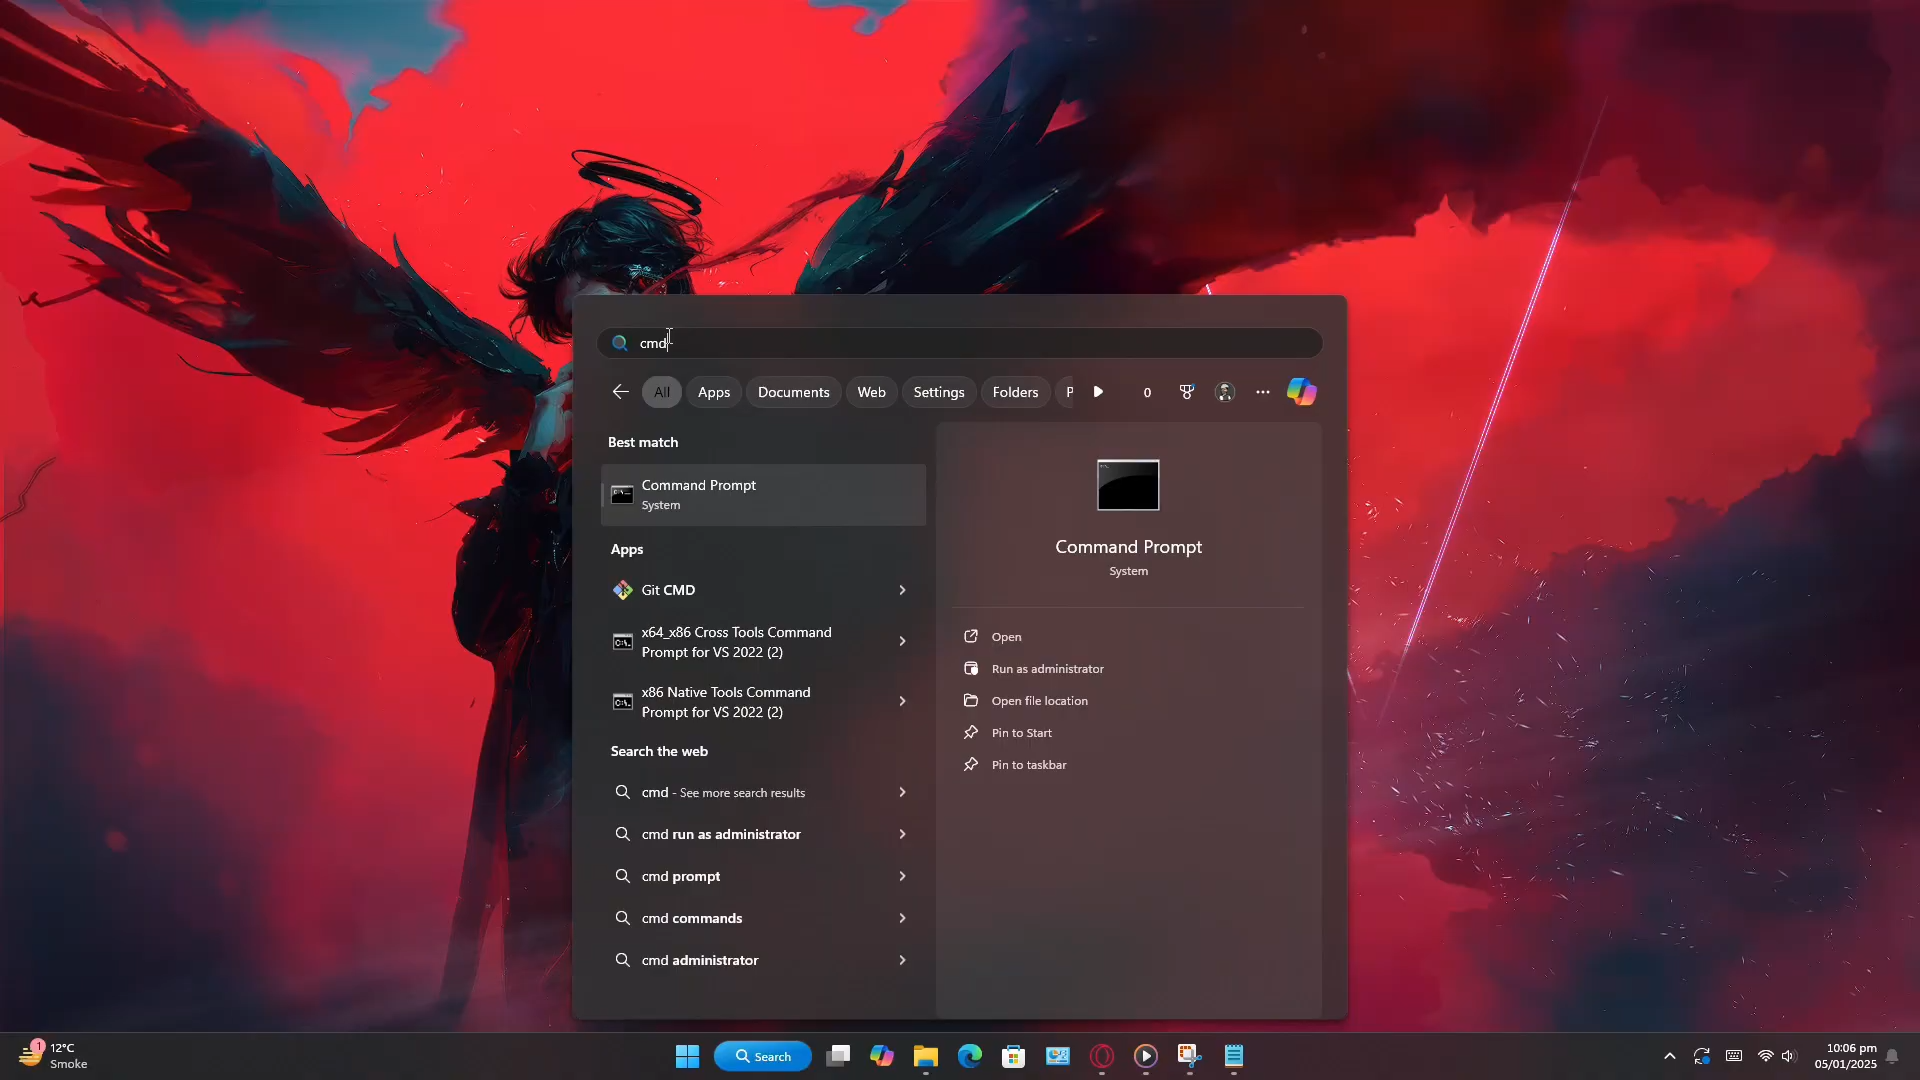 cmd
All
Apps
Documents
Web
Settings
Folders
P
0
Best match
Command Prompt
System
Apps
Git CMD
x64_x86 Cross Tools Command
Prompt for VS 2022 (2)
x86 Native Tools Command
Prompt for VS 2022 (2)
Search the web
cmd - See more search results
cmd run as administrator
cmd prompt
cmd commands
cmd administrator
Command Prompt
System
Open
Run as administrator
Open file location
Pin to Start
Pin to taskbar
1
12°C
Smoke
Search
10:06 pm
05/01/2025